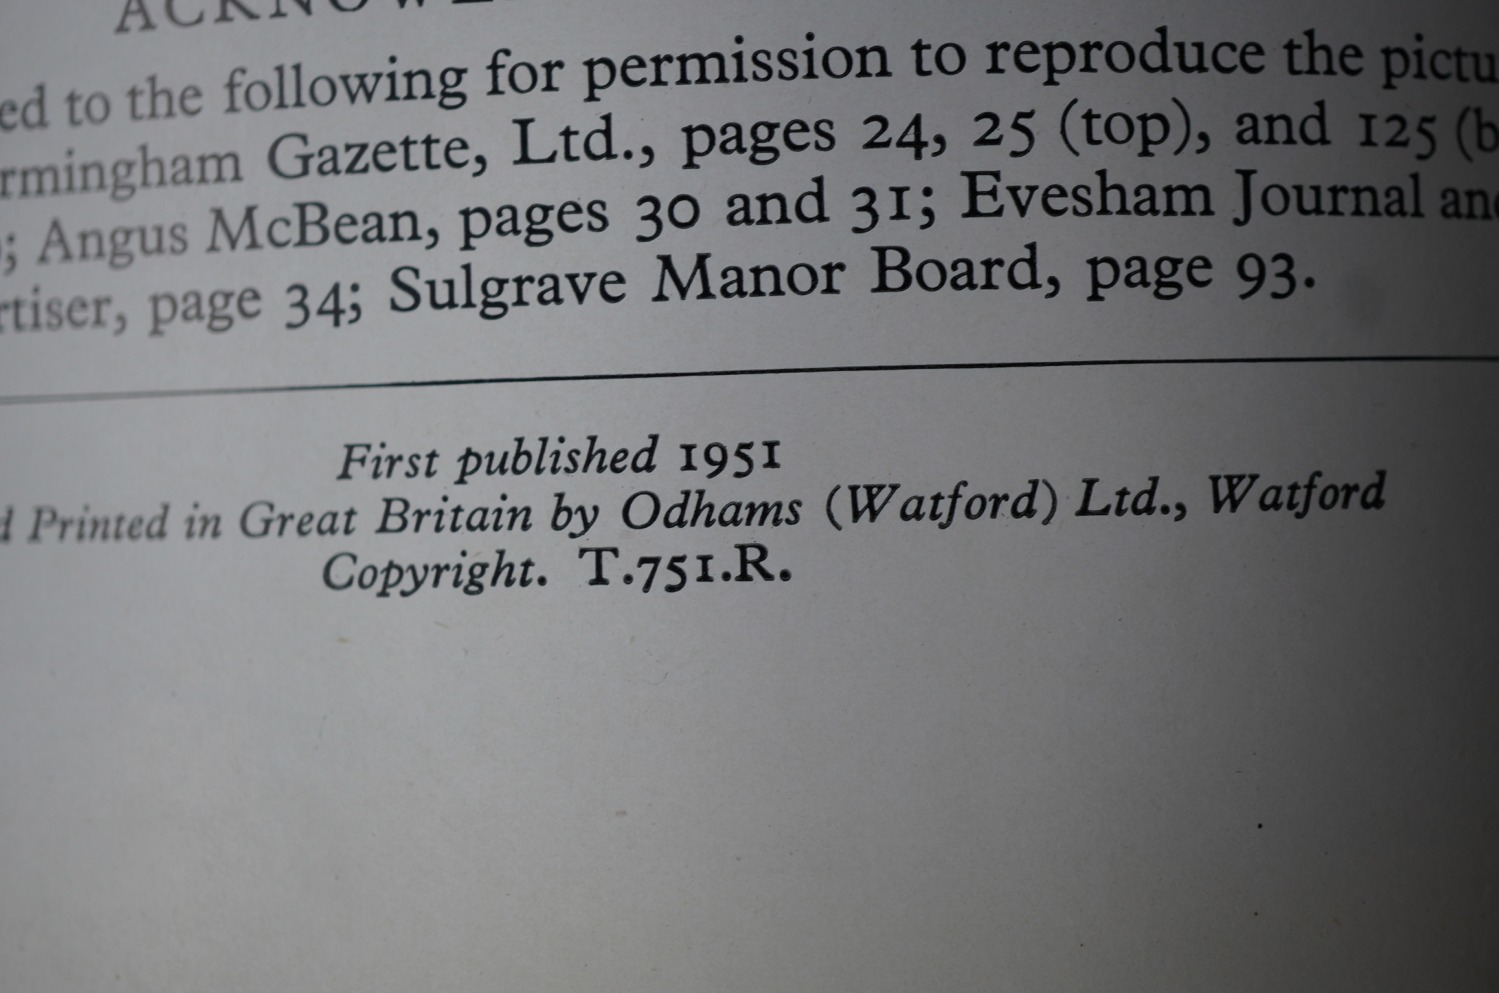 ACKNOW
ed to the following for permission to reproduce the pictu
rmingham Gazette, Ltd., pages 24, 25 (top), and 125 (b
; Angus McBean, pages 30 and 31; Evesham Journal and
rtiser, page 34; Sulgrave Manor Board, page 93.
First published 1951
d Printed in Great Britain by Odhams (Watford) Ltd., Watford
Copyright. T.751.R.